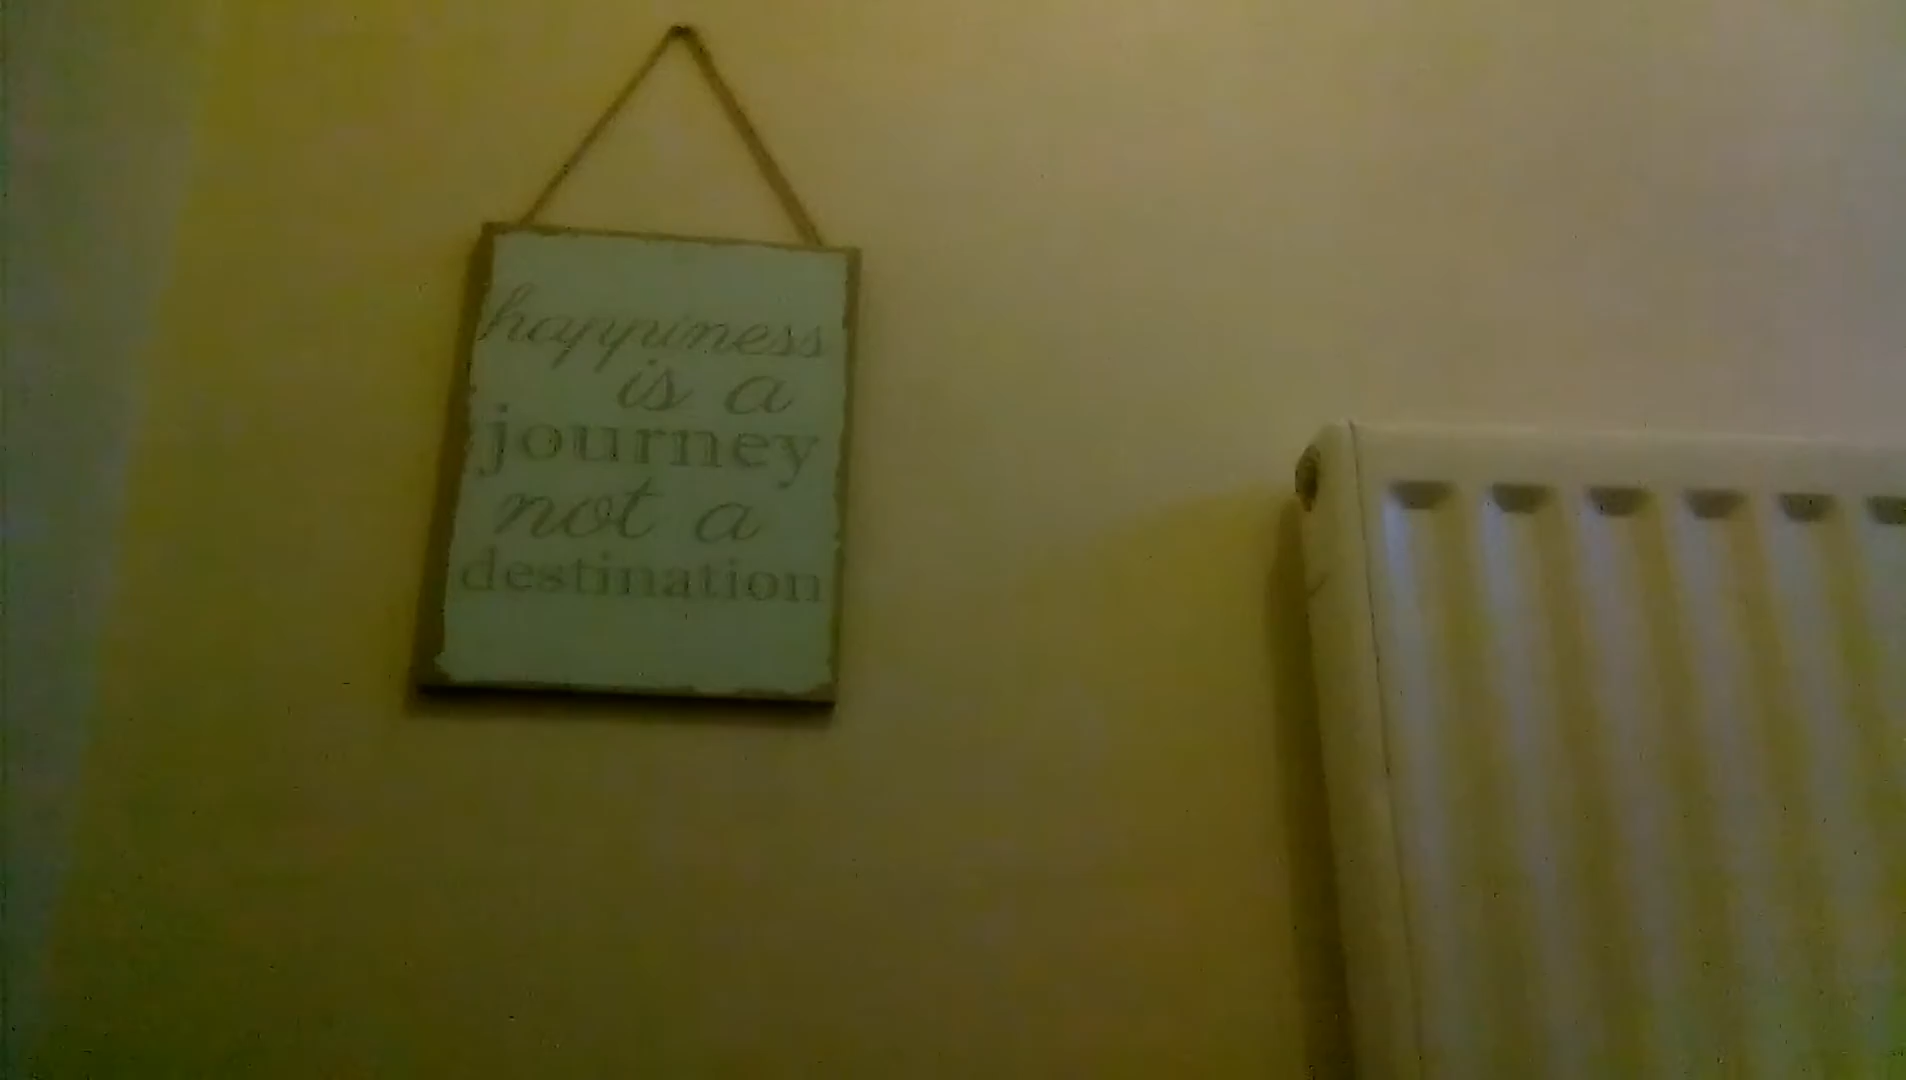 happiness
is a
journey
not a
destination